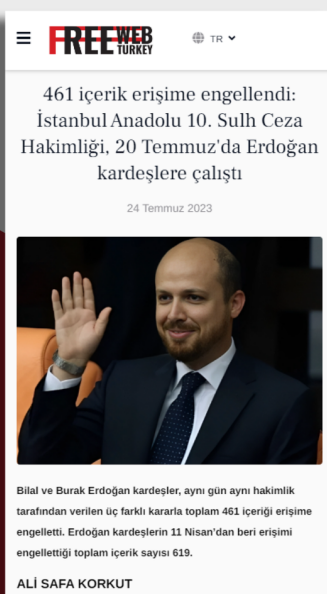 FREEWEB
TURKEY
TR
461 içerik erişime engellendi:
İstanbul Anadolu 10. Sulh Ceza
Hakimliği, 20 Temmuz'da Erdoğan
kardeşlere çalıştı
24 Temmuz 2023
Bilal ve Burak Erdoğan kardeşler, aynı gün aynı hakimlik
tarafından verilen üç farklı kararla toplam 461 içeriği erişime
engelletti. Erdoğan kardeşlerin 11 Nisan'dan beri erişimi
engellettiği toplam içerik sayısı 619.
ALİ SAFA KORKUT